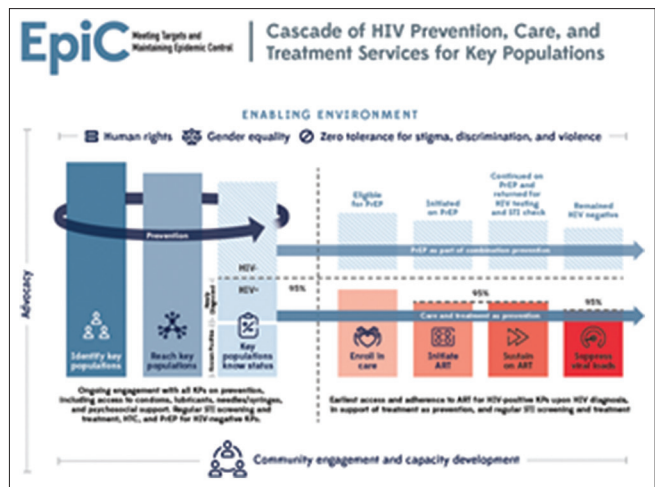 EpiC
Meeting Targets and
Maintaining Epidemic Control
Cascade of HIV Prevention, Care, and
Treatment Services for Key Populations
ENABLING ENVIRONMENT
Human rights Gender equality Zero tolerance for stigma, discrimination, and violence
Advocacy
Prevention
HIV-
HIV+
Newly
Diagnosed
Known Positive
Identify key
populations
Reach key
populations
Key
populations
know status
95%
Eligible
for PrEP
Initiated
on PrEP
Continued
on PrEP and
returned for
HIV testing
and STI check
Remained
HIV negative
PrEP as part of combination prevention
95%
95%
Care and treatment as prevention
Enroll in
care
Initiate
ART
Sustain
on ART
Suppress
viral loads
Ongoing engagement with all KPs on prevention,
including access to condoms, lubricants, needles/syringes,
and psychosocial support. Regular STI screening and
treatment, HTC, and PrEP for HIV-negative KPs.
Earliest access and adherence to ART for HIV-positive KPs upon HIV diagnosis,
in support of treatment as prevention, and regular STI screening and treatment
Community engagement and capacity development